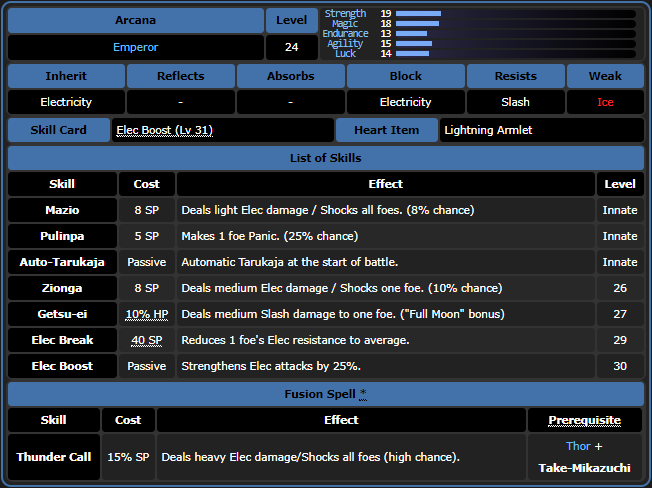 Arcana Level
Emperor 24
Strength 19
Magic 18
Endurance 13
Agility 15
Luck 14
Inherit Reflects Absorbs Block Resists Weak
Electricity - - Electricity Slash Ice
Skill Card Elec Boost (Lv 31) Heart Item Lightning Armlet
List of Skills
Skill Cost Effect Level
Mazio 8 SP Deals light Elec damage / Shocks all foes. (8% chance) Innate
Pulinpa 5 SP Makes 1 foe Panic. (25% chance) Innate
Auto-Tarukaja Passive Automatic Tarukaja at the start of battle. Innate
Zionga 8 SP Deals medium Elec damage / Shocks one foe. (10% chance) 26
Getsu-ei 10% HP Deals medium Slash damage to one foe. ("Full Moon" bonus) 27
Elec Break 40 SP Reduces 1 foe's Elec resistance to average. 29
Elec Boost Passive Strengthens Elec attacks by 25%. 30
Fusion Spell *
Skill Cost Effect Prerequisite
Thunder Call 15% SP Deals heavy Elec damage/Shocks all foes (high chance). Thor +
Take-Mikazuchi